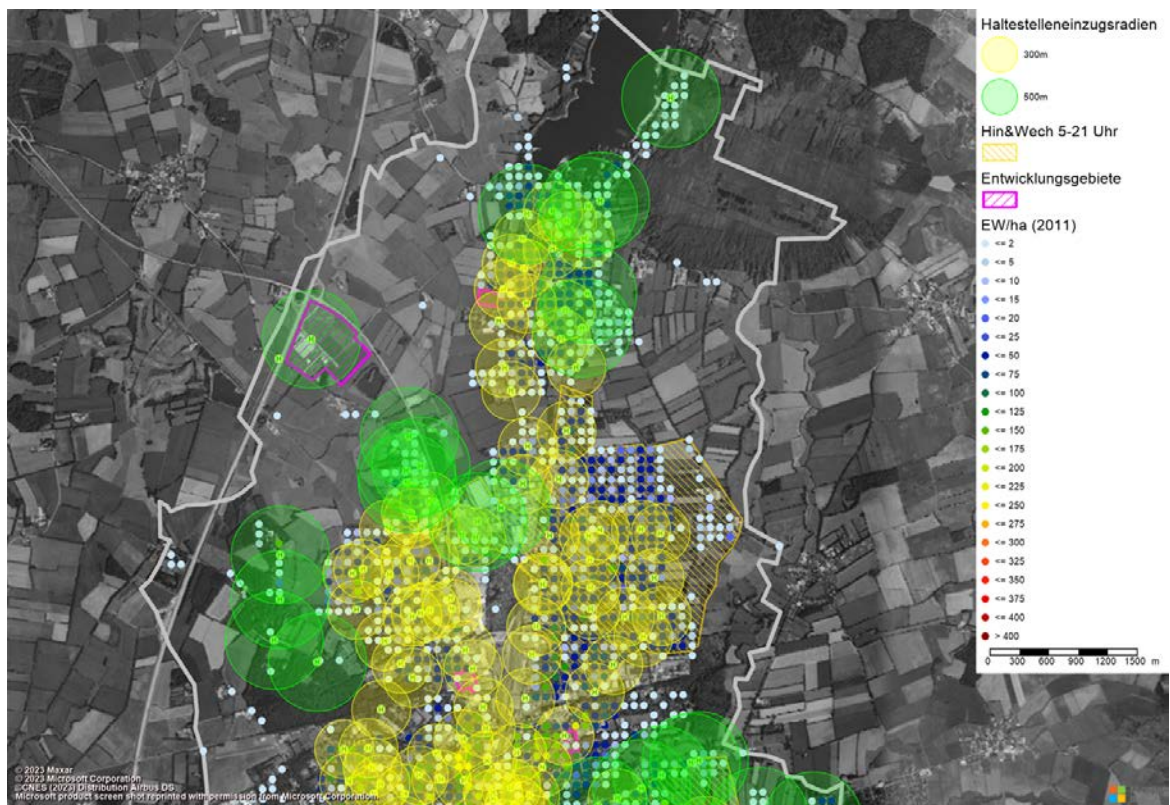 Haltestelleneinzugsradien
300m
500m
Hin&Wech 5-21 Uhr
Entwicklungsgebiete
EW/ha (2011)
<= 2
<= 5
<= 10
<= 15
<= 20
<= 25
<= 50
<= 75
<= 100
<= 125
<= 150
<= 175
<= 200
<= 225
<= 250
<= 275
<= 300
<= 325
<= 350
<= 375
<= 400
> 400
0 300 600 900 1200 1500 m
© 2023 Maxar
© 2023 Microsoft Corporation
©CNES (2023) Distribution Airbus DS
Microsoft product screen shot reprinted with permission from Microsoft Corporation.